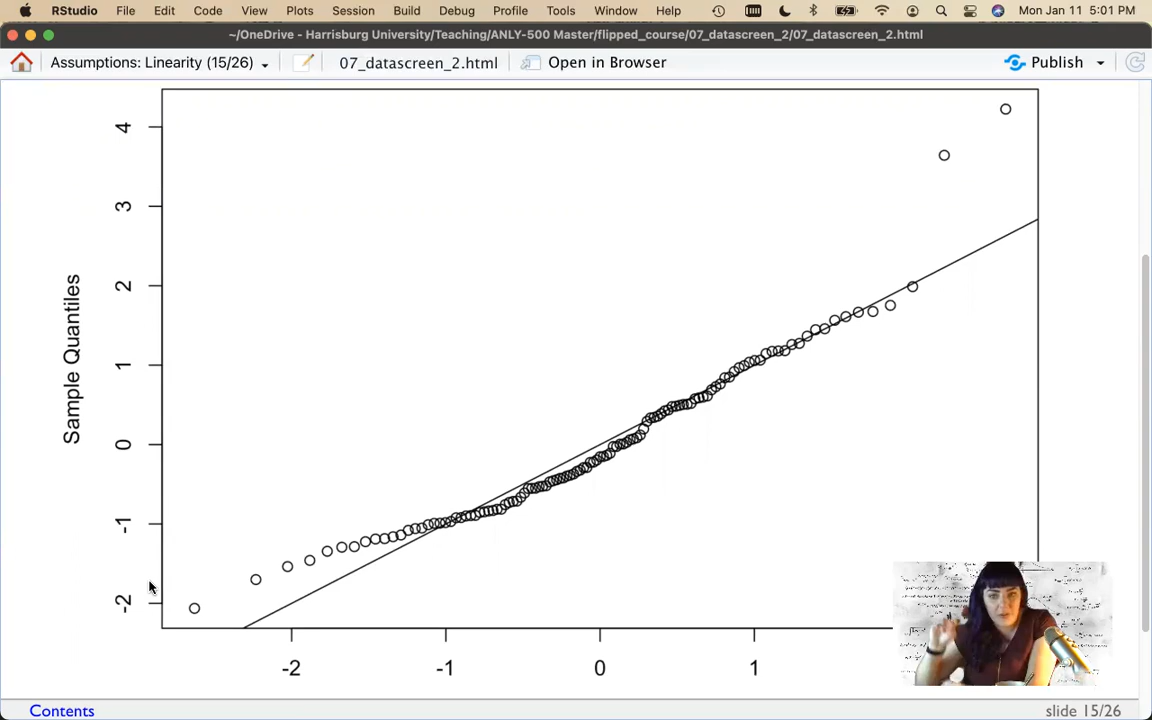 RStudio File Edit Code View Plots Session Build Debug Profile Tools Window Help Mon Jan 11 5:01 PM
~/OneDrive - Harrisburg University/Teaching/ANLY-500 Master/flipped_course/07_datascreen_2/07_datascreen_2.html
Assumptions: Linearity (15/26) 07_datascreen_2.html Open in Browser Publish
4
3
2
1
0
-1
-2
Sample Quantiles
-2 -1 0 1
Contents slide 15/26